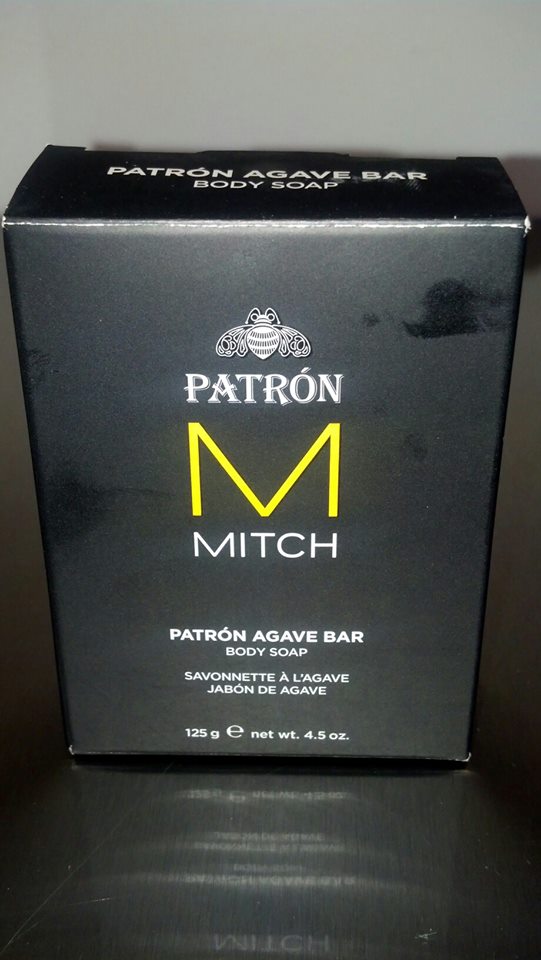 PATRÓN AGAVE BAR
BODY SOAP
PATRÓN
M
MITCH
PATRÓN AGAVE BAR
BODY SOAP
SAVONNETTE À L'AGAVE
JABÓN DE AGAVE
125 g ℮ net wt. 4.5 oz.